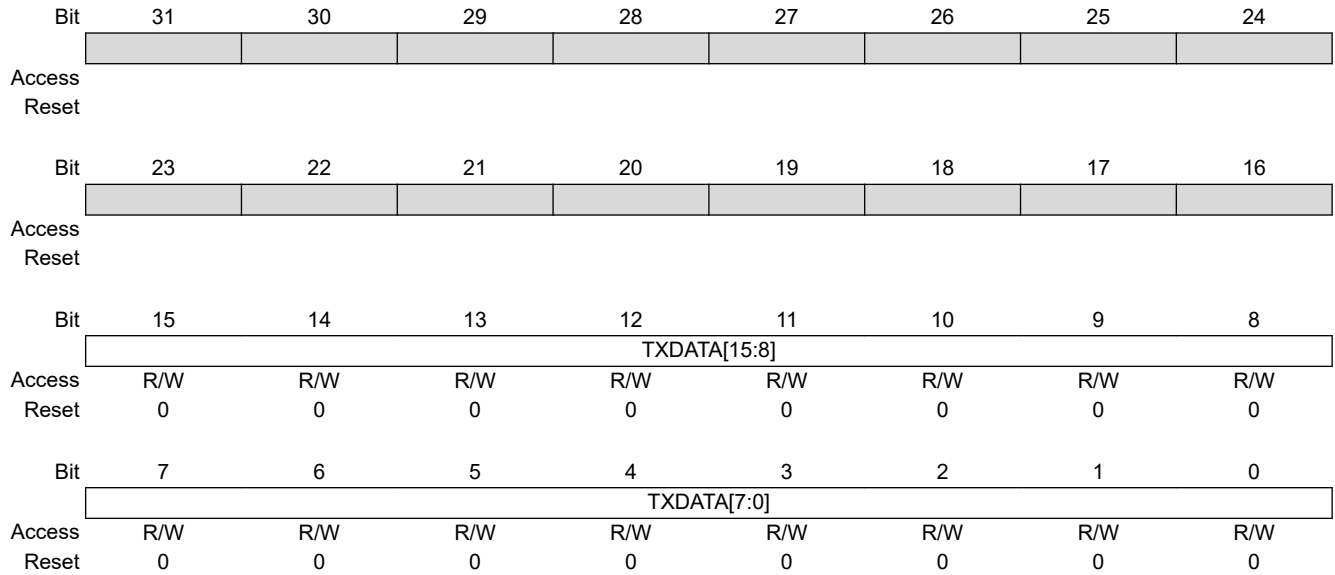 Bit 31 30 29 28 27 26 25 24
Access
Reset
Bit 23 22 21 20 19 18 17 16
Access
Reset
Bit 15 14 13 12 11 10 9 8
TXDATA[15:8]
Access R/W R/W R/W R/W R/W R/W R/W R/W
Reset 0 0 0 0 0 0 0 0
Bit 7 6 5 4 3 2 1 0
TXDATA[7:0]
Access R/W R/W R/W R/W R/W R/W R/W R/W
Reset 0 0 0 0 0 0 0 0